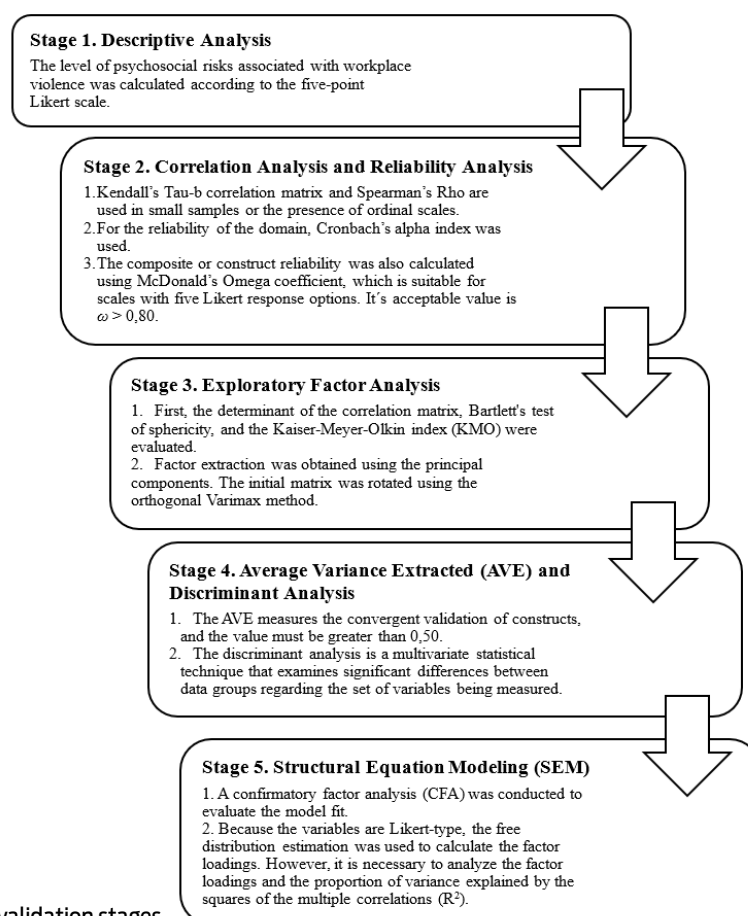 Stage 1. Descriptive Analysis
The level of psychosocial risks associated with workplace
violence was calculated according to the five-point
Likert scale.
Stage 2. Correlation Analysis and Reliability Analysis
1.Kendall's Tau-b correlation matrix and Spearman's Rho are
used in small samples or the presence of ordinal scales.
2.For the reliability of the domain, Cronbach's alpha index was
used.
3.The composite or construct reliability was also calculated
using McDonald's Omega coefficient, which is suitable for
scales with five Likert response options. It´s acceptable value is
ω > 0,80.
Stage 3. Exploratory Factor Analysis
1. First, the determinant of the correlation matrix, Bartlett's test
of sphericity, and the Kaiser-Meyer-Olkin index (KMO) were
evaluated.
2. Factor extraction was obtained using the principal
components. The initial matrix was rotated using the
orthogonal Varimax method.
Stage 4. Average Variance Extracted (AVE) and
Discriminant Analysis
1. The AVE measures the convergent validation of constructs,
and the value must be greater than 0,50.
2. The discriminant analysis is a multivariate statistical
technique that examines significant differences between
data groups regarding the set of variables being measured.
Stage 5. Structural Equation Modeling (SEM)
1. A confirmatory factor analysis (CFA) was conducted to
evaluate the model fit.
2. Because the variables are Likert-type, the free
distribution estimation was used to calculate the factor
loadings. However, it is necessary to analyze the factor
loadings and the proportion of variance explained by the
squares of the multiple correlations (R²).
validation stages